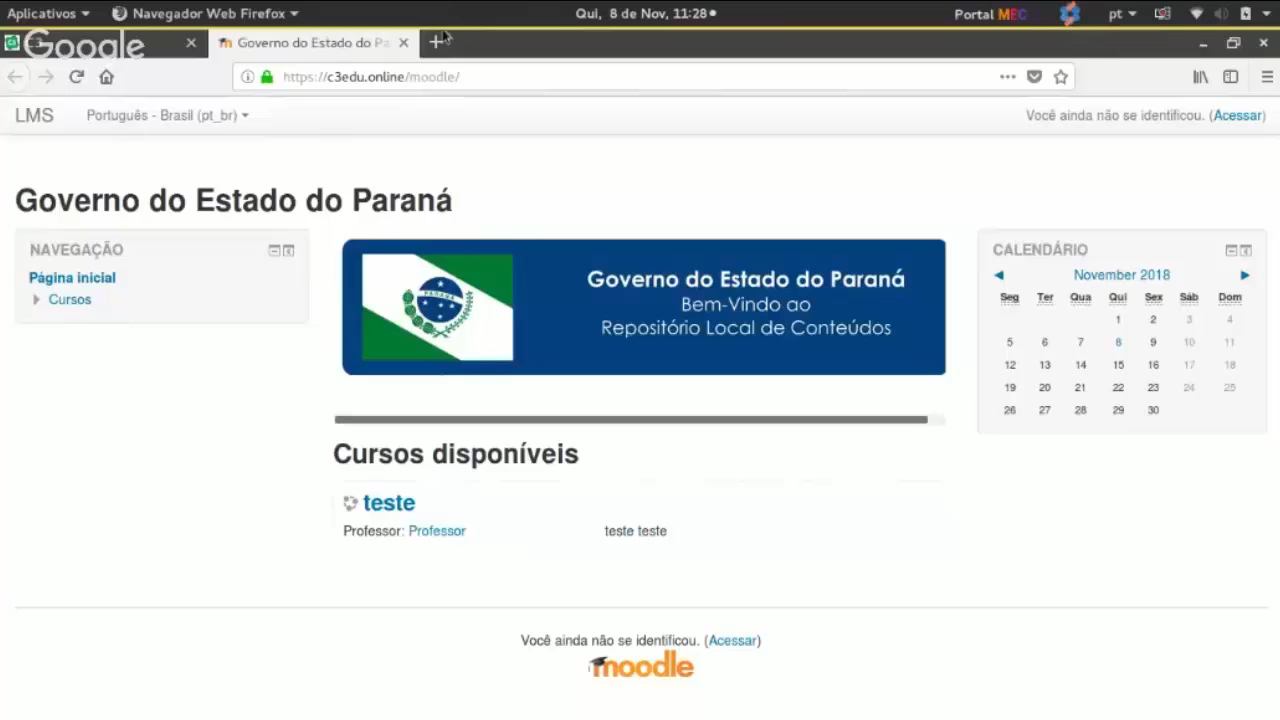 Aplicativos Navegador Web Firefox Qui, 8 de Nov, 11:28 Portal MEC pt
Google Governo do Estado do Pa
https://c3edu.online/moodle/
LMS Português - Brasil (pt_br) Você ainda não se identificou. (Acessar)
Governo do Estado do Paraná
NAVEGAÇÃO
Página inicial
Cursos
PARANÁ
Governo do Estado do Paraná
Bem-Vindo ao
Repositório Local de Conteúdos
CALENDÁRIO
November 2018
Seg Ter Qua Qui Sex Sáb Dom
1 2 3 4
5 6 7 8 9 10 11
12 13 14 15 16 17 18
19 20 21 22 23 24 25
26 27 28 29 30
Cursos disponíveis
teste
Professor: Professor teste teste
Você ainda não se identificou. (Acessar)
moodle